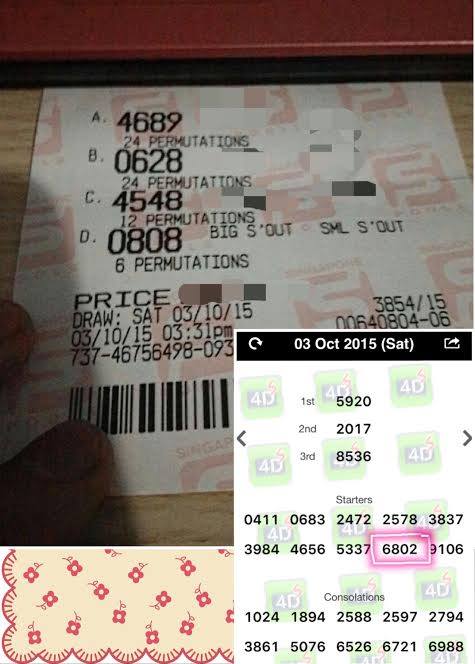 A. 4689
24 PERMUTATIONS
B. 0628
24 PERMUTATIONS
C. 4548
12 PERMUTATIONS
D. 0808 BIG S'OUT SML S'OUT
6 PERMUTATIONS
PRICE
DRAW: SAT 03/10/15 3854/15
03/10/15 03:31pm 00640804-06
737-46756498-093
03 Oct 2015 (Sat)
1st 5920
2nd 2017
3rd 8536
Starters
0411 0683 2472 2578 3837
3984 4656 5337 6802 9106
Consolations
1024 1894 2588 2597 2794
3861 5076 6526 6721 6988